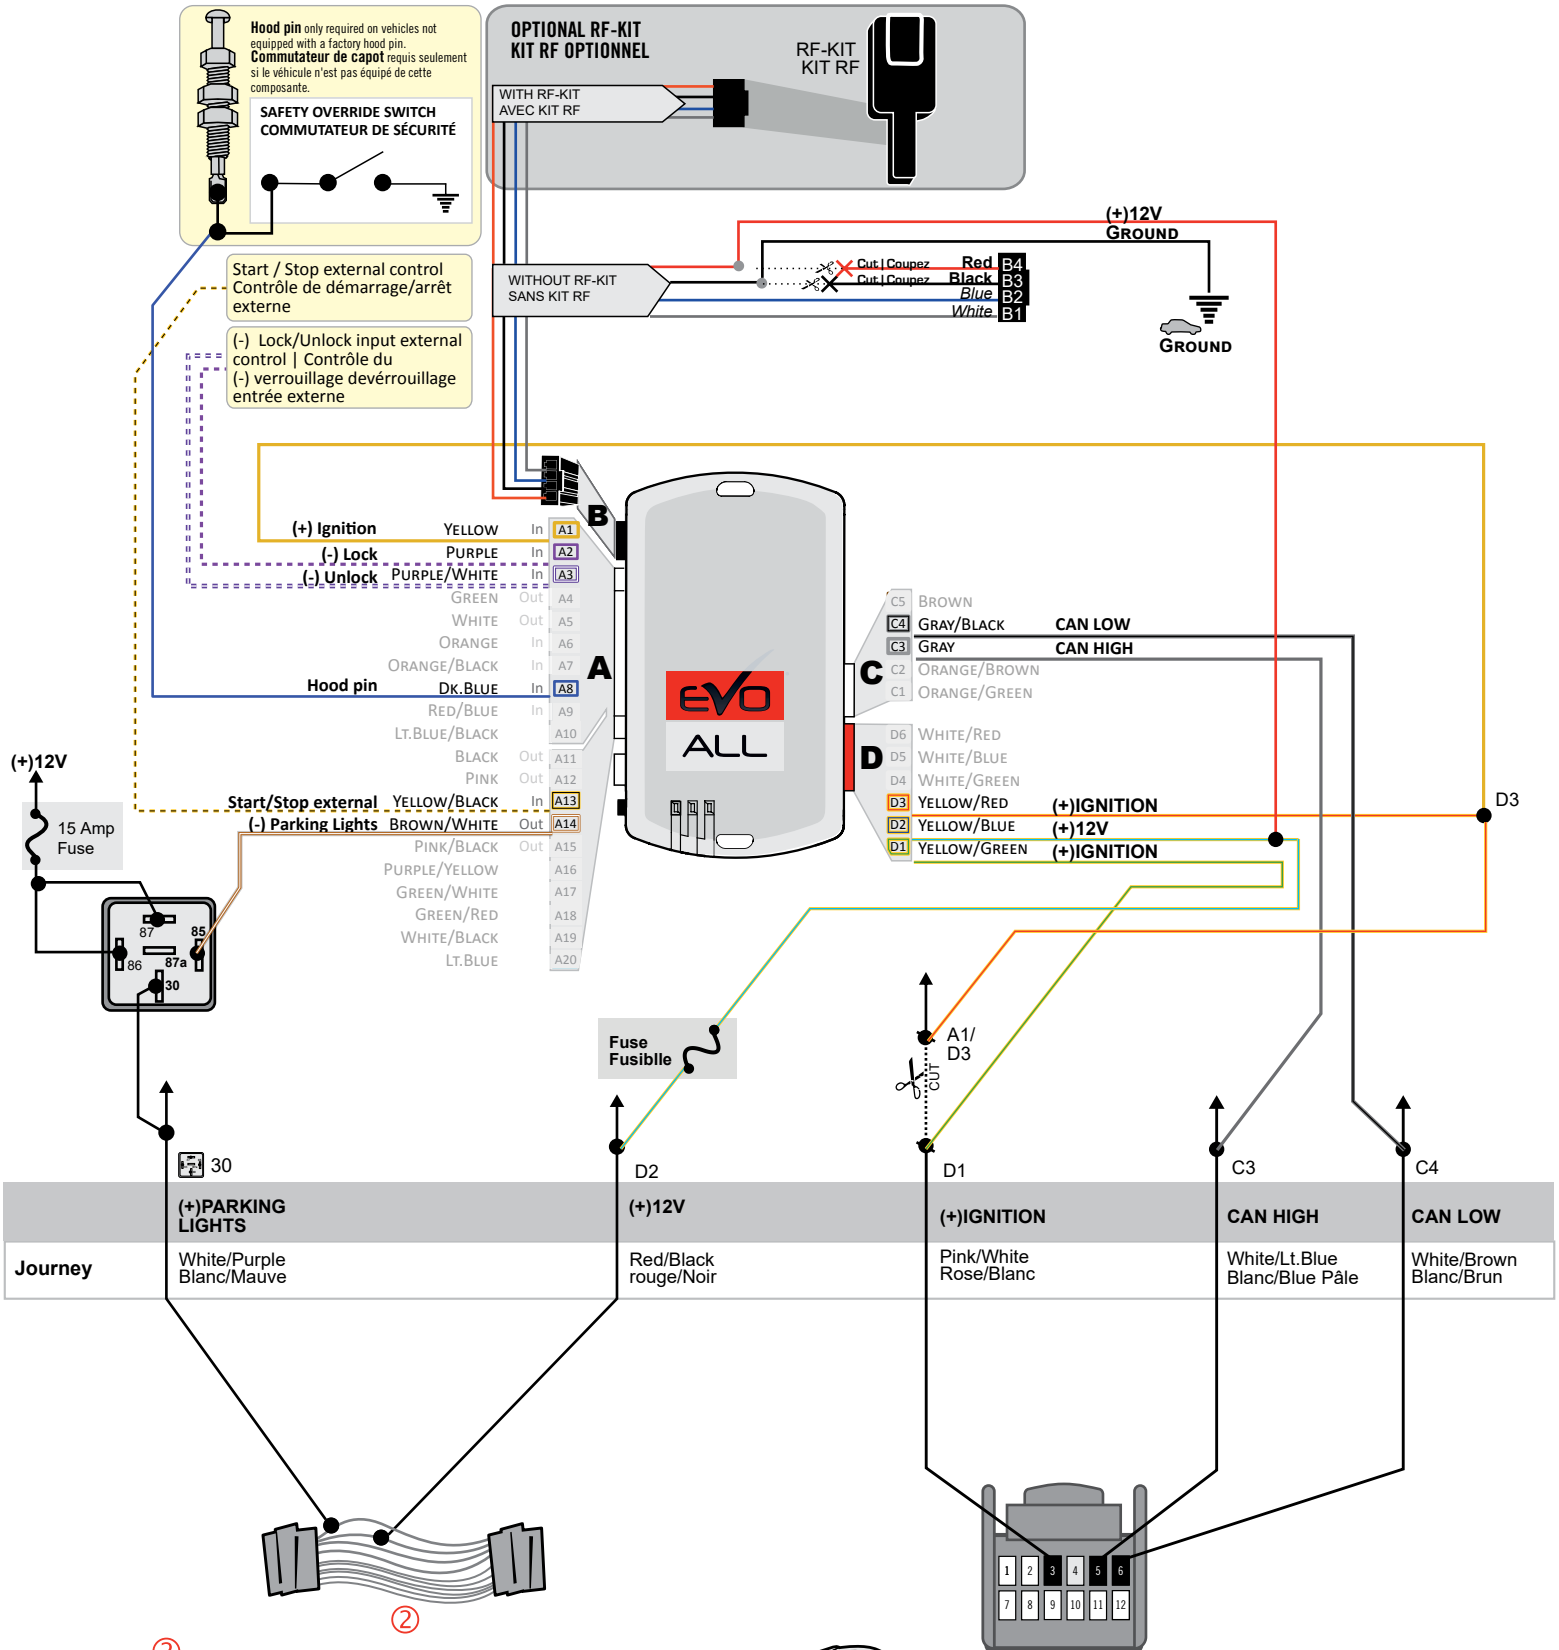 Hood pin only required on vehicles not
equipped with a factory hood pin.
Commutateur de capot requis seulement
si le véhicule n'est pas équipé de cette
composante.
SAFETY OVERRIDE SWITCH
COMMUTATEUR DE SÉCURITÉ
OPTIONAL RF-KIT
KIT RF OPTIONNEL
RF-KIT
KIT RF
WITH RF-KIT
AVEC KIT RF
(+)12V
GROUND
WITHOUT RF-KIT
SANS KIT RF
Cut | Coupez Red B4
Cut | Coupez Black B3
Blue B2
White B1
GROUND
Start / Stop external control
Contrôle de démarrage/arrêt
externe
(-) Lock/Unlock input external
control | Contrôle du
(-) verrouillage devérrouillage
entrée externe
B
(+) Ignition YELLOW In A1
(-) Lock PURPLE In A2
(-) Unlock PURPLE/WHITE In A3
GREEN Out A4
WHITE Out A5
ORANGE In A6
ORANGE/BLACK In A7
Hood pin DK.BLUE In A8
RED/BLUE In A9
LT.BLUE/BLACK A10
BLACK Out A11
PINK Out A12
Start/Stop external YELLOW/BLACK In A13
(-) Parking Lights BROWN/WHITE Out A14
PINK/BLACK Out A15
PURPLE/YELLOW A16
GREEN/WHITE A17
GREEN/RED A18
WHITE/BLACK A19
LT.BLUE A20
A
EVO
ALL
C
C5 BROWN
C4 GRAY/BLACK CAN LOW
C3 GRAY CAN HIGH
C2 ORANGE/BROWN
C1 ORANGE/GREEN
D
D6 WHITE/RED
D5 WHITE/BLUE
D4 WHITE/GREEN
D3 YELLOW/RED (+)IGNITION
D2 YELLOW/BLUE (+)12V
D1 YELLOW/GREEN (+)IGNITION
D3
(+)12V
15 Amp
Fuse
87
85
86
87a
30
Fuse
Fusiblle
A1/
D3
CUT
30
D2
D1
C3
C4
(+)PARKING
LIGHTS
(+)12V
(+)IGNITION
CAN HIGH
CAN LOW
Journey
White/Purple
Blanc/Mauve
Red/Black
rouge/Noir
Pink/White
Rose/Blanc
White/Lt.Blue
Blanc/Blue Pâle
White/Brown
Blanc/Brun
1 2 3 4 5 6
7 8 9 10 11 12
2